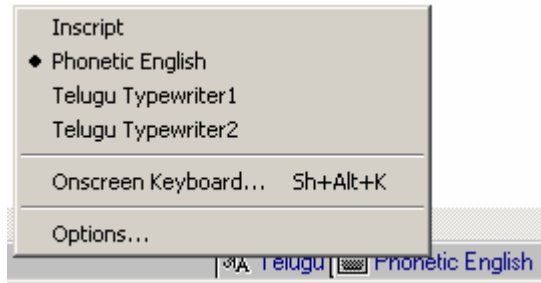 Inscript
Phonetic English
Telugu Typewriter1
Telugu Typewriter2
Onscreen Keyboard... Sh+Alt+K
Options...
Telugu Phonetic English